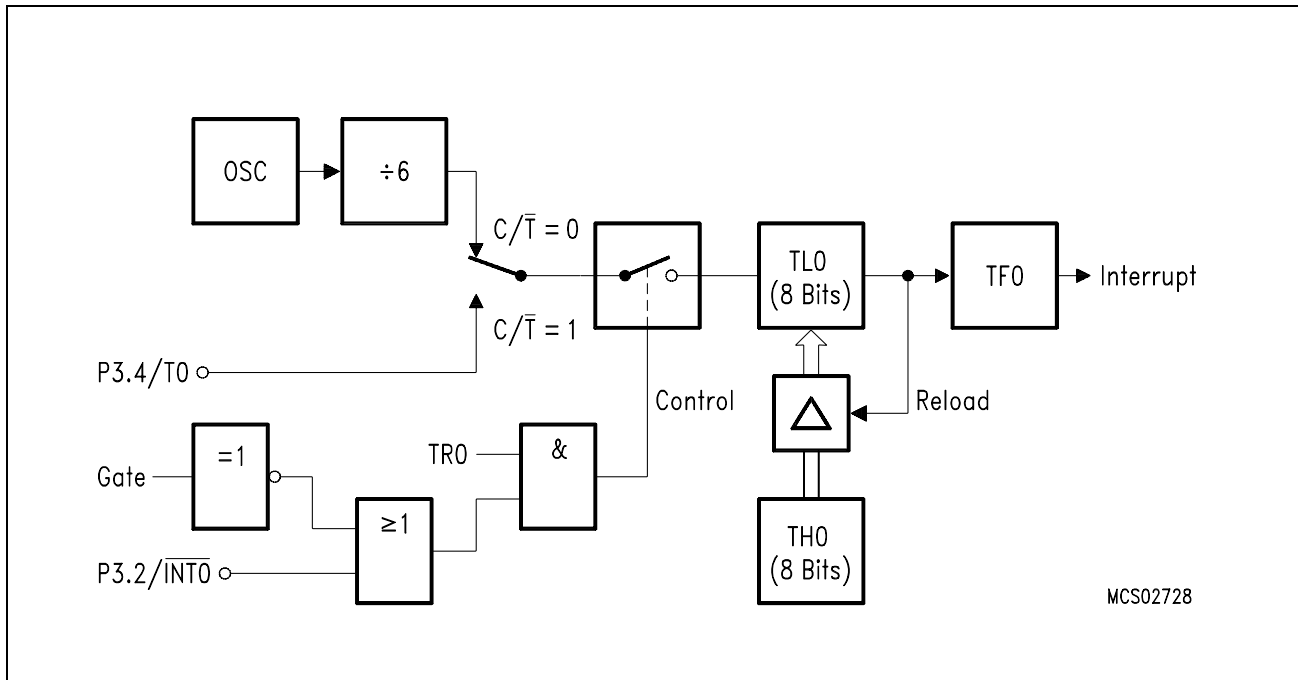 OSC
÷6
C/T̅ = 0
C/T̅ = 1
P3.4/T0
TL0
(8 Bits)
TF0
Interrupt
Control
Reload
Gate
=1
TR0
&
≥1
P3.2/I̅N̅T̅0̅
TH0
(8 Bits)
MCS02728